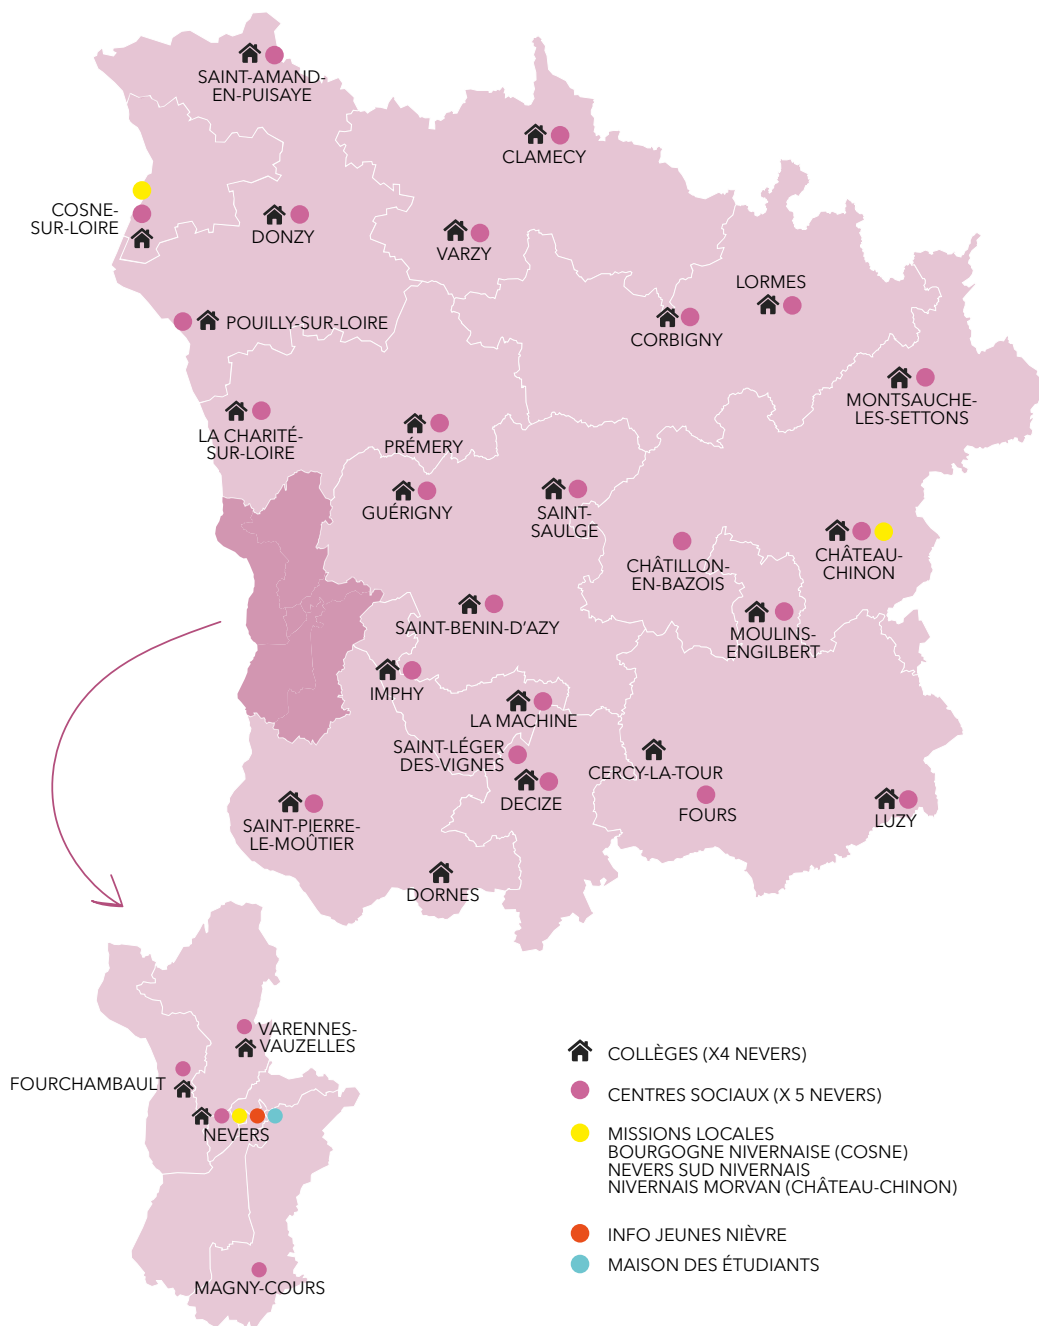 SAINT-AMAND-
EN-PUISAYE
CLAMECY
COSNE-
SUR-LOIRE
DONZY
VARZY
LORMES
POUILLY-SUR-LOIRE
CORBIGNY
MONTSAUCHE-
LES-SETTONS
LA CHARITÉ-
SUR-LOIRE
PRÉMERY
GUÉRIGNY
SAINT-
SAULGE
CHÂTEAU-
CHINON
CHÂTILLON-
EN-BAZOIS
SAINT-BENIN-D'AZY
MOULINS-
ENGILBERT
IMPHY
LA MACHINE
SAINT-LÉGER
DES-VIGNES
CERCY-LA-TOUR
DECIZE
FOURS
LUZY
SAINT-PIERRE-
LE-MOÛTIER
DORNES
VARENNES-
VAUZELLES
FOURCHAMBAULT
NEVERS
MAGNY-COURS
COLLÈGES (X4 NEVERS)
CENTRES SOCIAUX (X 5 NEVERS)
MISSIONS LOCALES
BOURGOGNE NIVERNAISE (COSNE)
NEVERS SUD NIVERNAIS
NIVERNAIS MORVAN (CHÂTEAU-CHINON)
INFO JEUNES NIÈVRE
MAISON DES ÉTUDIANTS